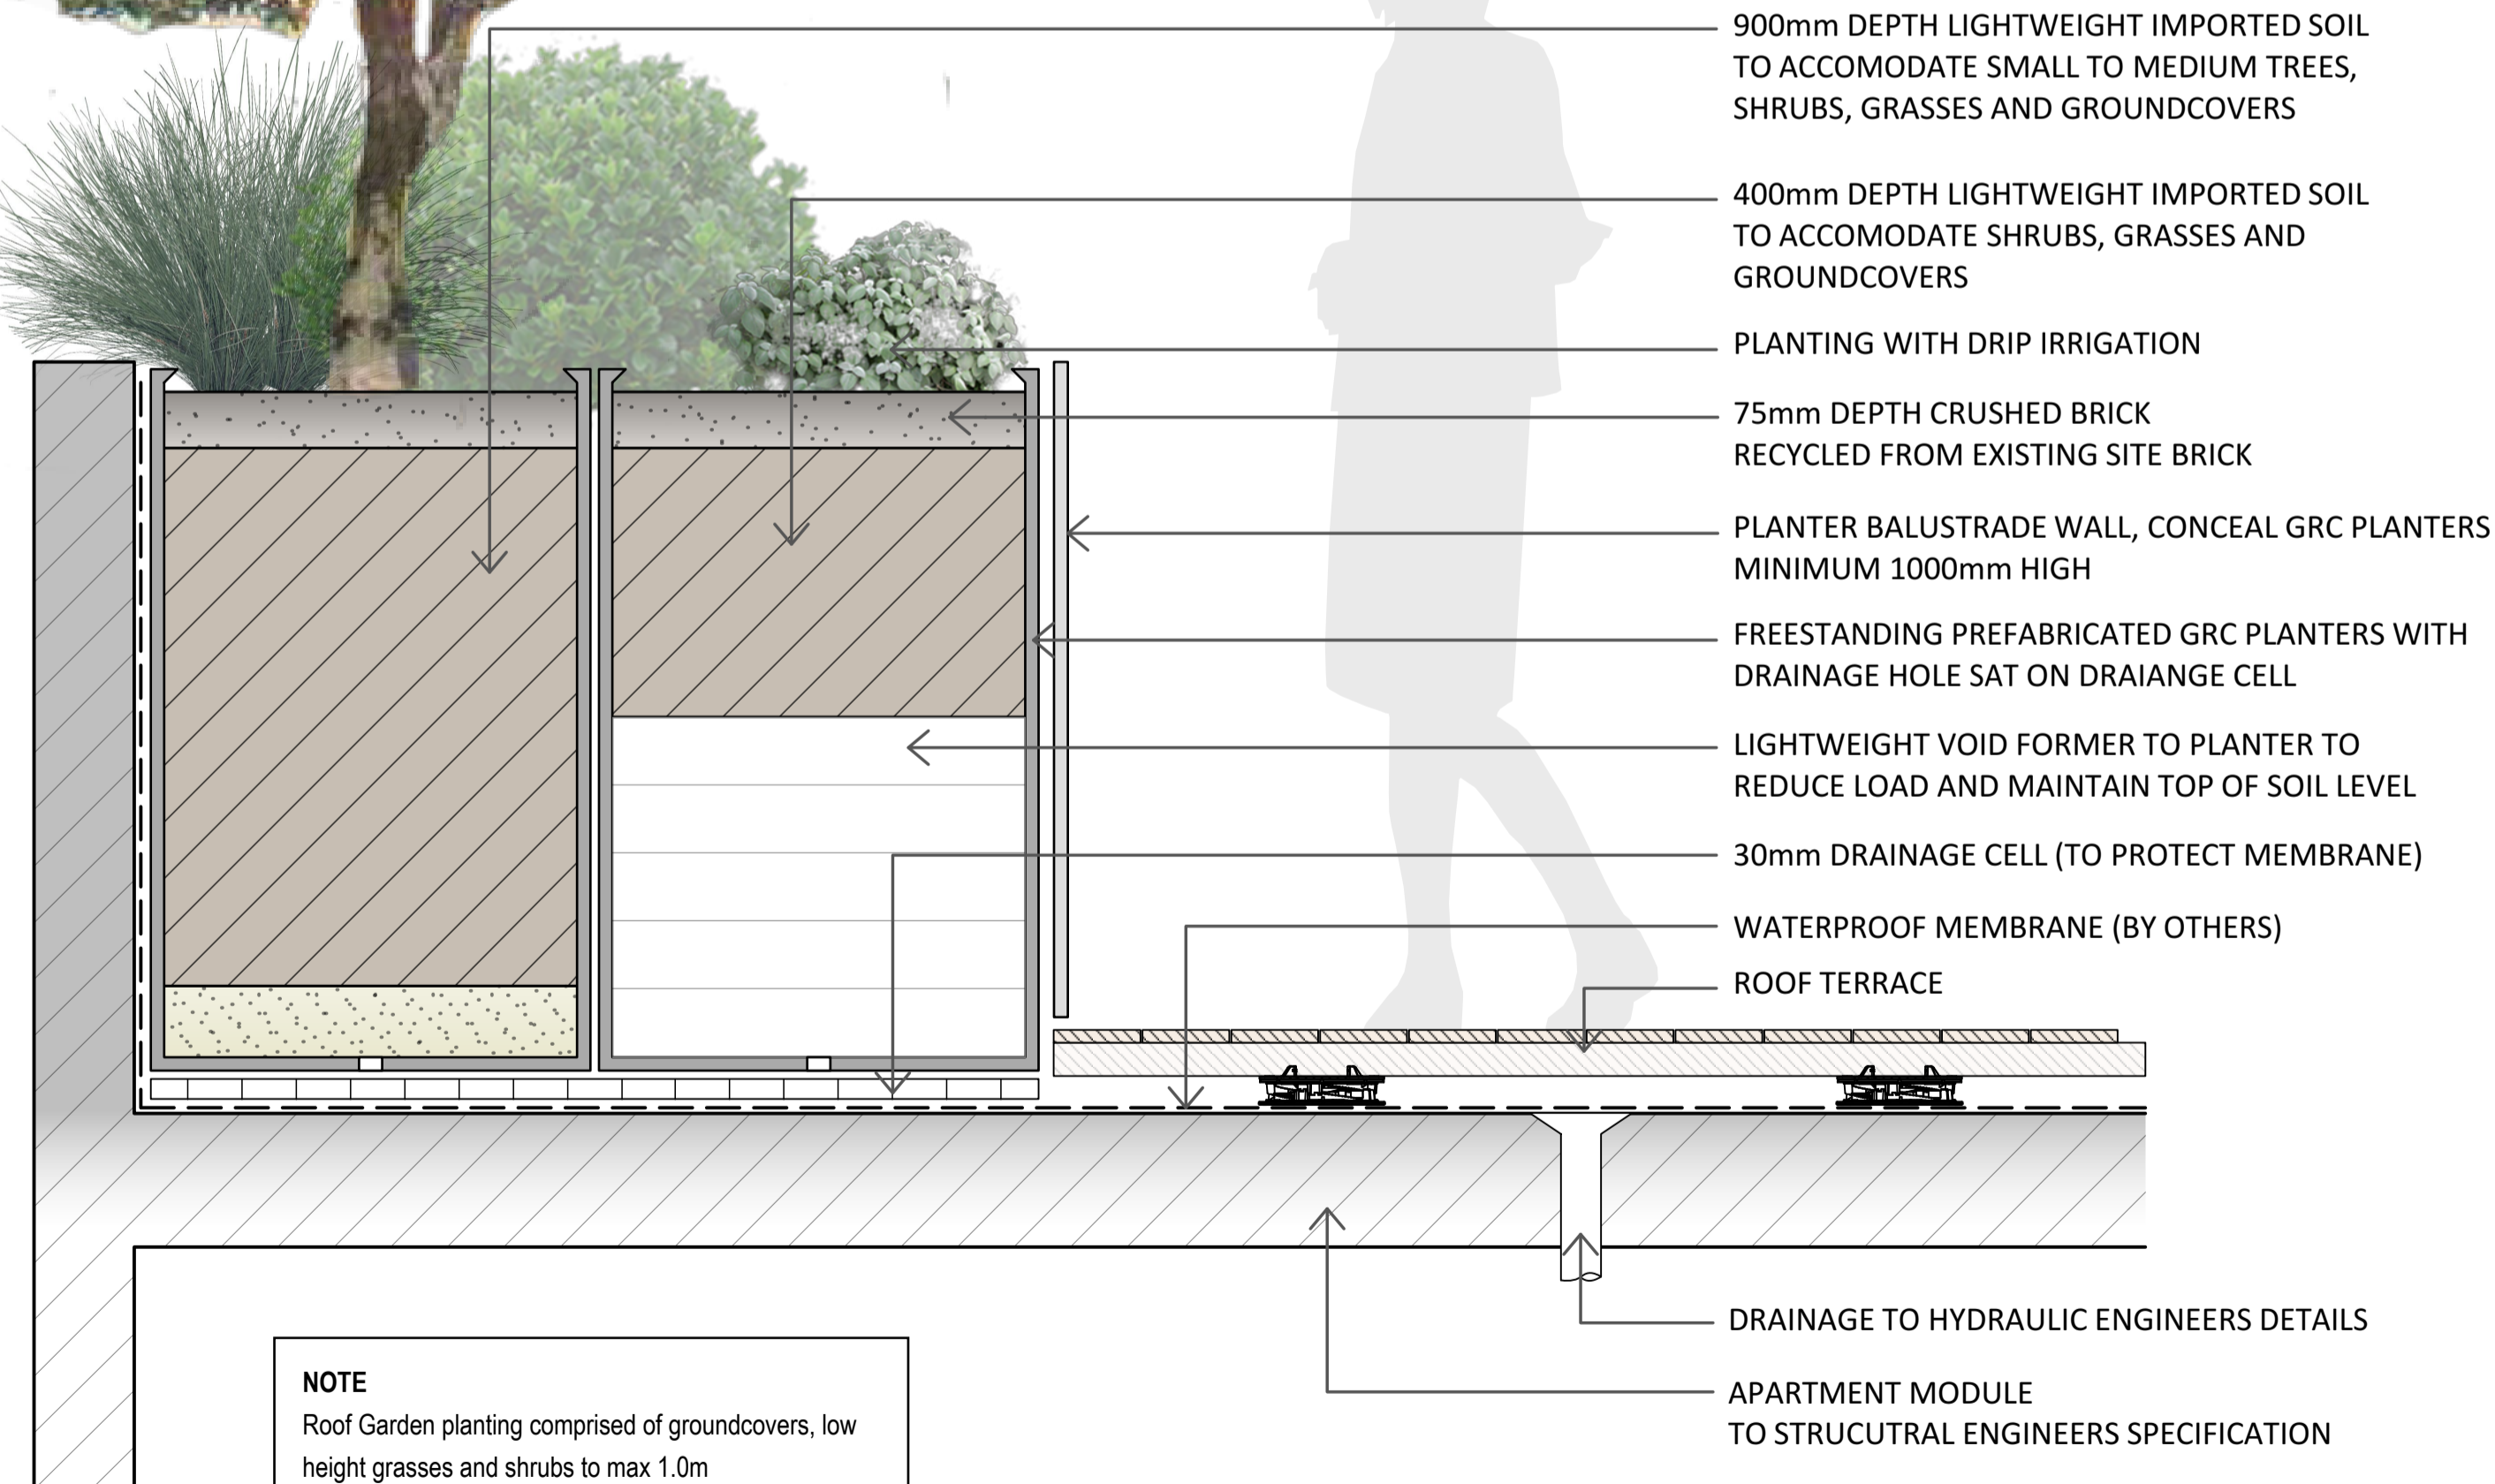 900mm DEPTH LIGHTWEIGHT IMPORTED SOIL
TO ACCOMODATE SMALL TO MEDIUM TREES,
SHRUBS, GRASSES AND GROUNDCOVERS
400mm DEPTH LIGHTWEIGHT IMPORTED SOIL
TO ACCOMODATE SHRUBS, GRASSES AND
GROUNDCOVERS
PLANTING WITH DRIP IRRIGATION
75mm DEPTH CRUSHED BRICK
RECYCLED FROM EXISTING SITE BRICK
PLANTER BALUSTRADE WALL, CONCEAL GRC PLANTERS
MINIMUM 1000mm HIGH
FREESTANDING PREFABRICATED GRC PLANTERS WITH
DRAINAGE HOLE SAT ON DRAIANGE CELL
LIGHTWEIGHT VOID FORMER TO PLANTER TO
REDUCE LOAD AND MAINTAIN TOP OF SOIL LEVEL
30mm DRAINAGE CELL (TO PROTECT MEMBRANE)
WATERPROOF MEMBRANE (BY OTHERS)
ROOF TERRACE
DRAINAGE TO HYDRAULIC ENGINEERS DETAILS
APARTMENT MODULE
TO STRUCUTRAL ENGINEERS SPECIFICATION
NOTE
Roof Garden planting comprised of groundcovers, low
height grasses and shrubs to max 1.0m